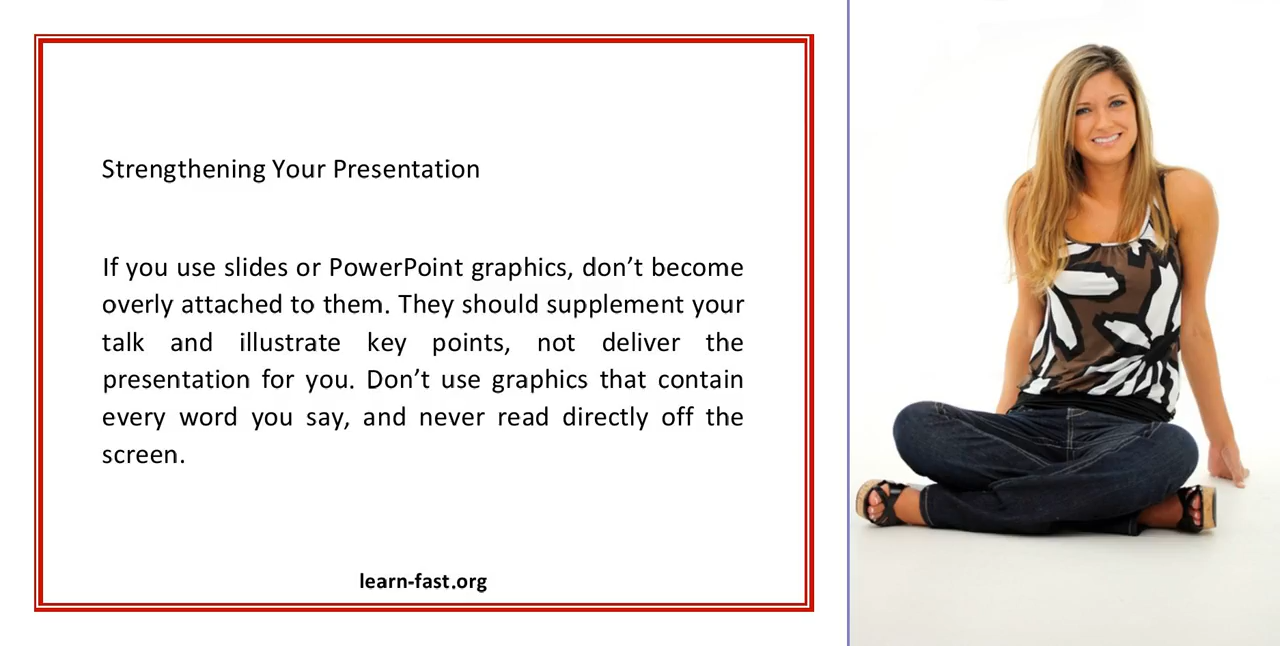 Strengthening Your Presentation
If you use slides or PowerPoint graphics, don’t become
overly attached to them. They should supplement your
talk and illustrate key points, not deliver the
presentation for you. Don’t use graphics that contain
every word you say, and never read directly off the
screen.
learn-fast.org